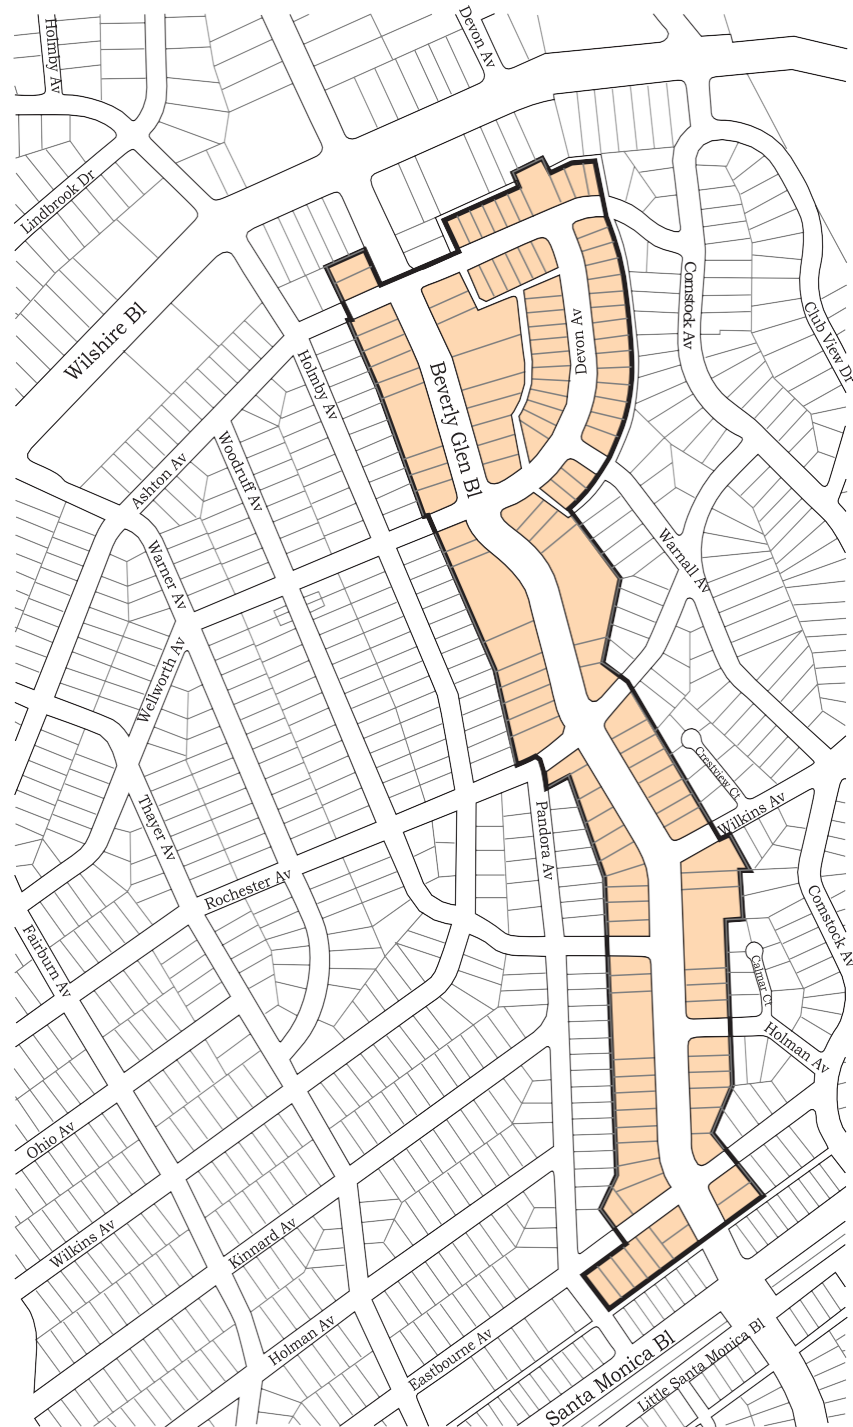 Holmby Av
Devon Av
Lindbrook Dr
Comstock Av
Wilshire Bl
Club View Dr
Devon Av
Holmby Av
Beverly Glen Bl
Woodruff Av
Ashton Av
Warner Av
Warnall Av
Wellworth Av
Crestview Ct
Thayer Av
Pandora Av
Wilkins Av
Rochester Av
Comstock Av
Fairburn Av
Calmar Ct
Holman Av
Ohio Av
Wilkins Av
Kinnard Av
Holman Av
Eastbourne Av
Santa Monica Bl
Little Santa Monica Bl